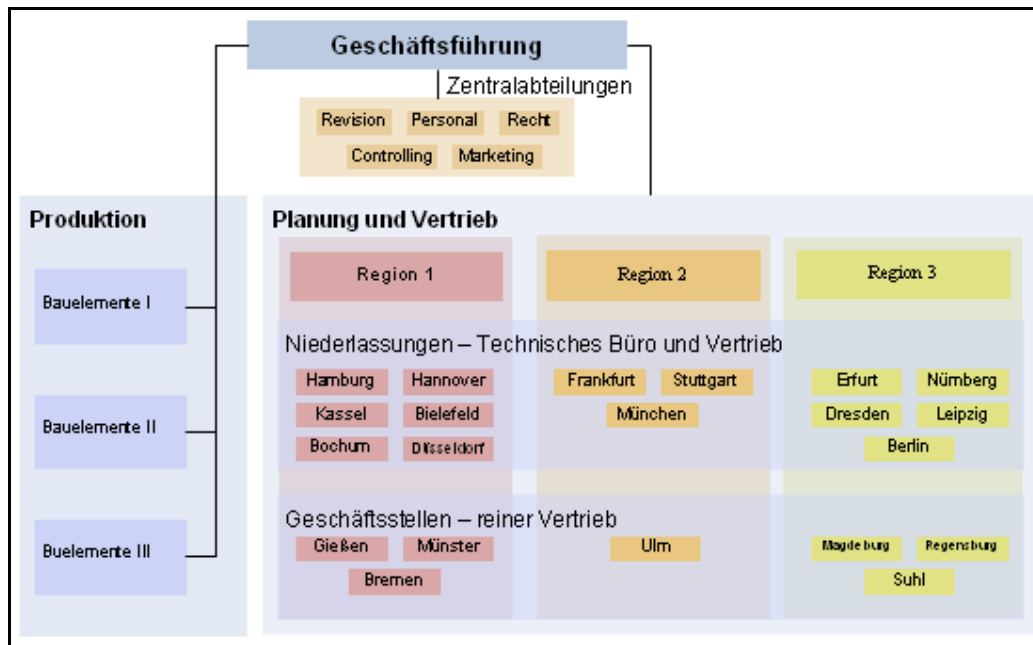 Geschäftsführung
Zentralabteilungen
Revision Personal Recht
Controlling Marketing
Produktion
Bauelemente I
Bauelemente II
Buelemente III
Planung und Vertrieb
Region 1 Region 2 Region 3
Niederlassungen – Technisches Büro und Vertrieb
Hamburg Hannover Frankfurt Stuttgart Erfurt Nürnberg
Kassel Bielefeld München Dresden Leipzig
Bochum Düsseldorf Berlin
Geschäftsstellen – reiner Vertrieb
Gießen Münster Ulm Magdeburg Regensburg
Bremen Suhl